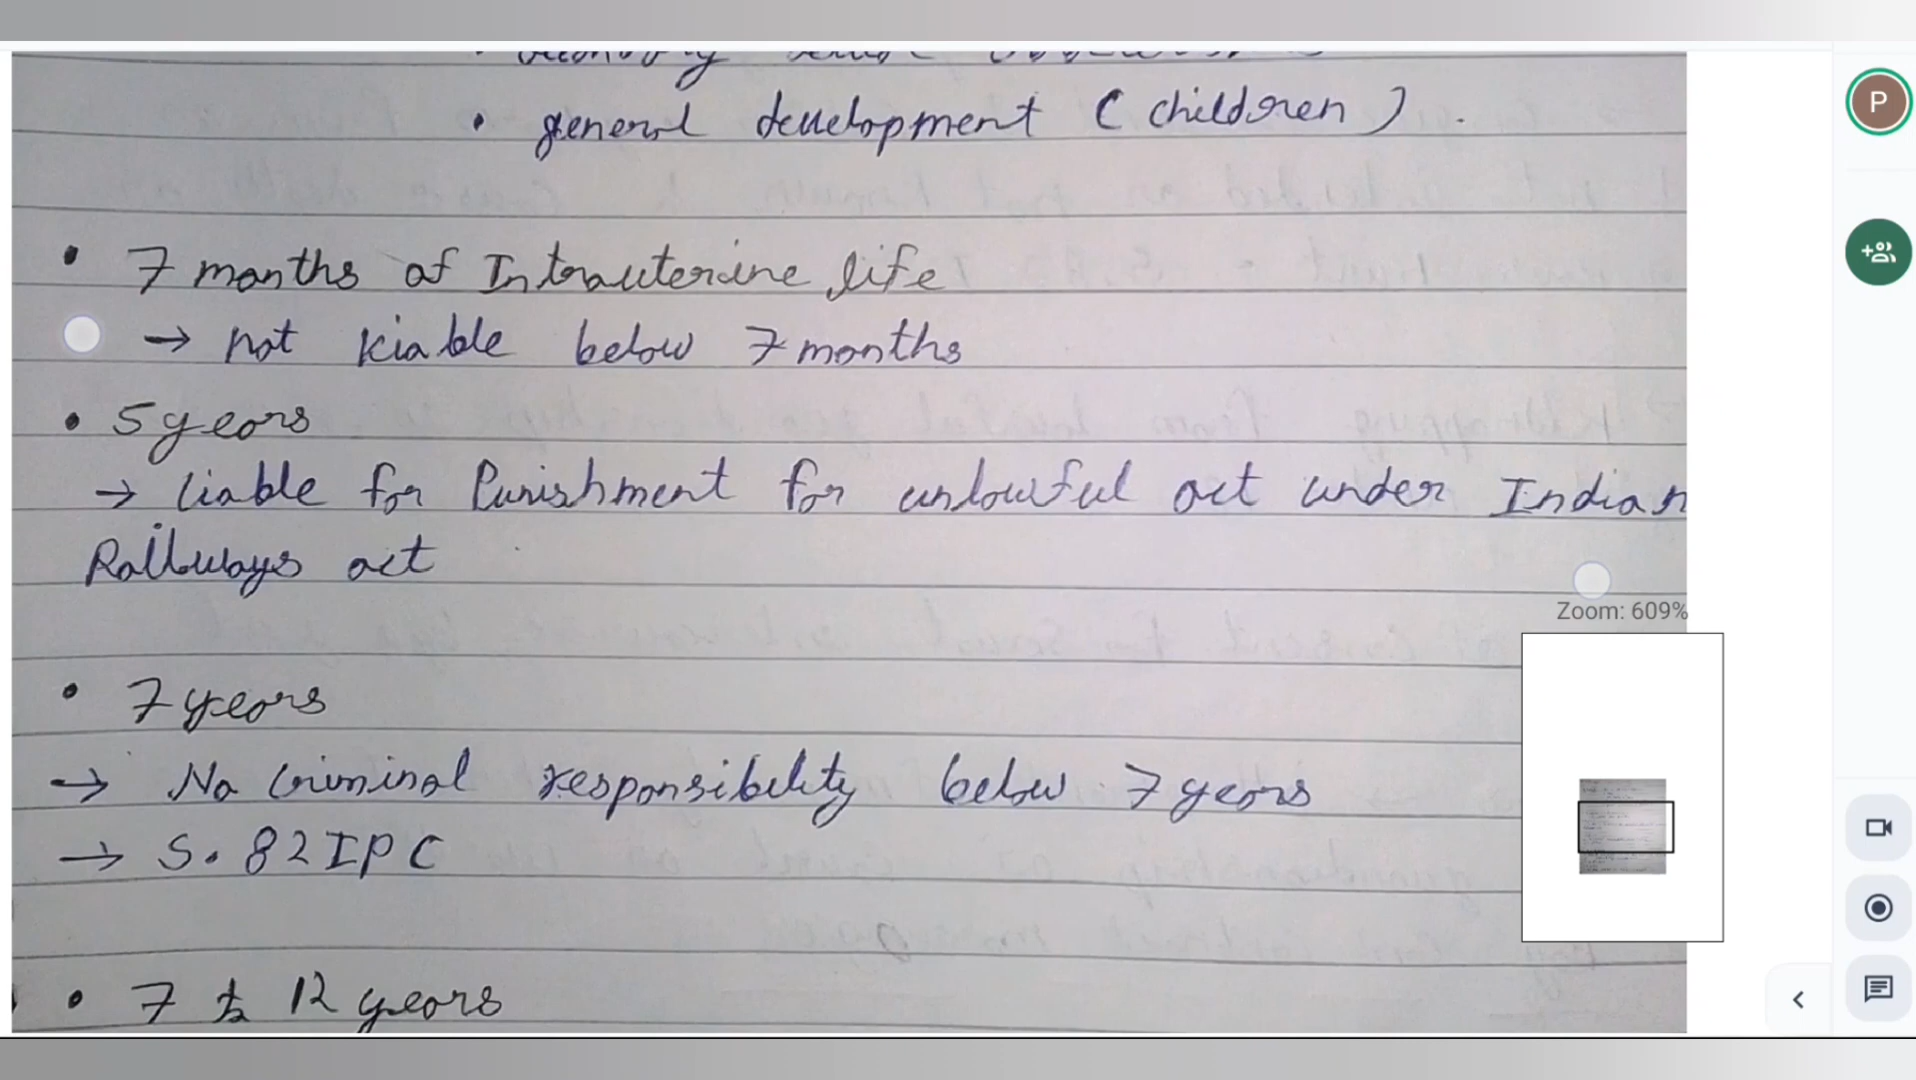 general development (children).
• 7 months of Intrauterine life
→ not kiable below 7 months
• 5 years
→ liable for Punishment for unlawful act under Indian
Railways act
Zoom: 609%
• 7 years
→ No criminal responsibility below 7 years
→ S. 82 IPC
• 7 to 12 years
P